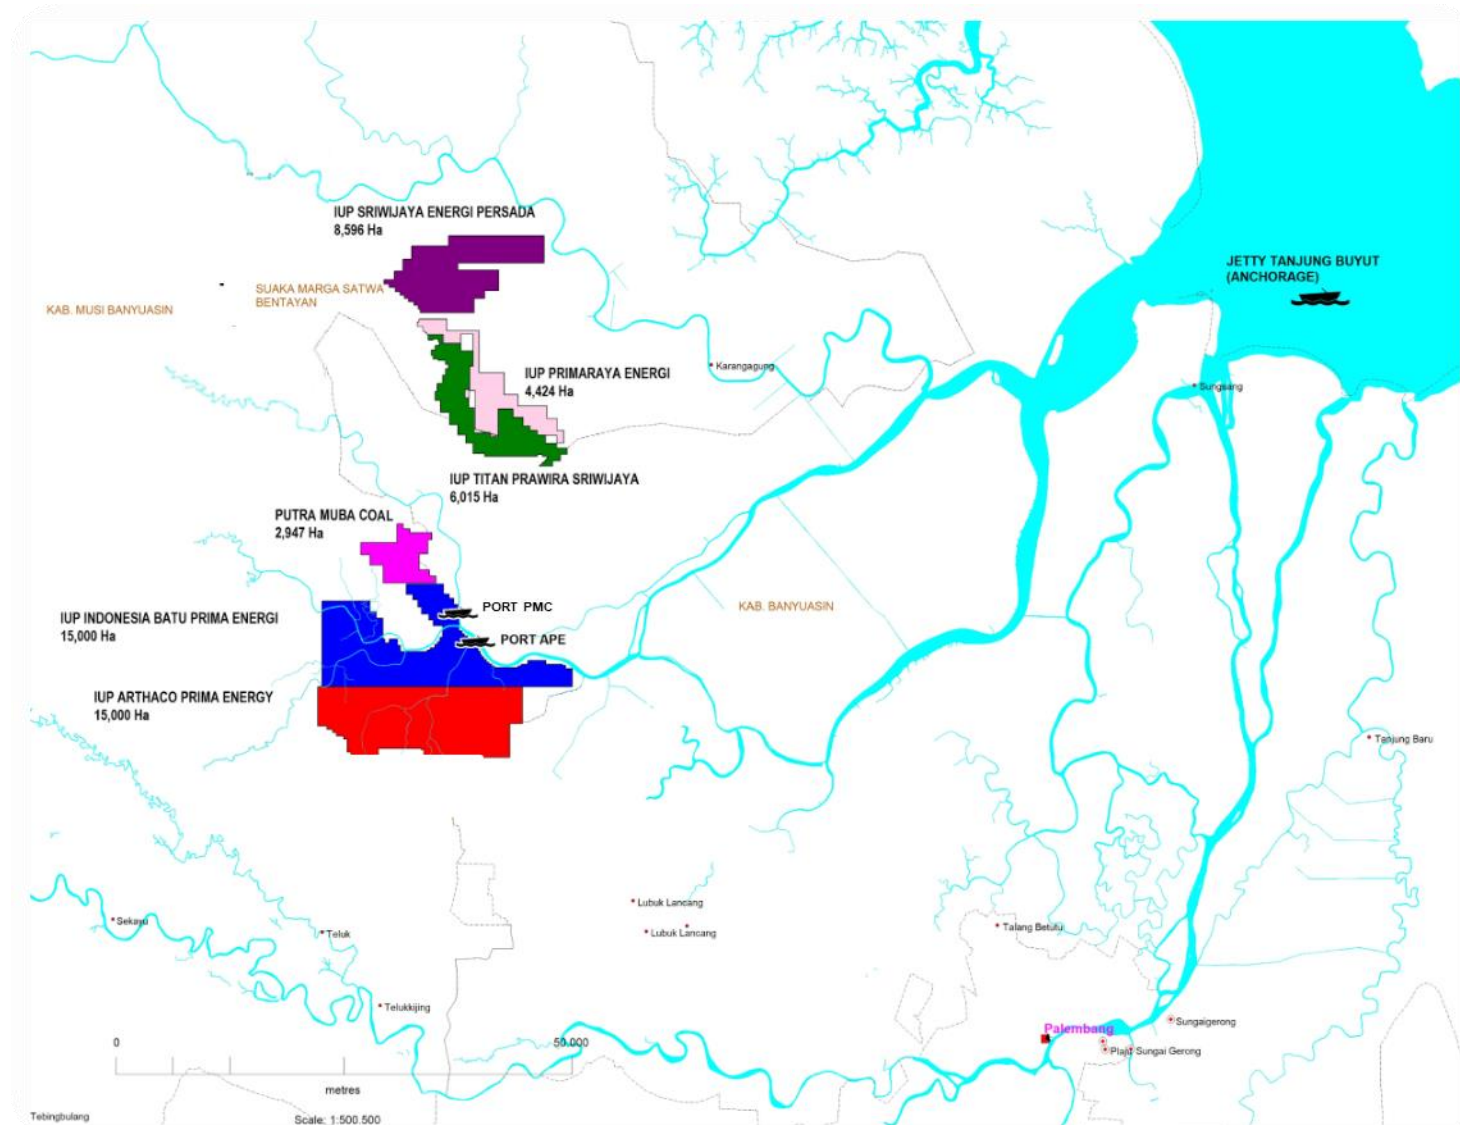 IUP SRIWIJAYA ENERGI PERSADA
8,596 Ha
JETTY TANJUNG BUYUT
(ANCHORAGE)
SUAKA MARGA SATWA
BENTAYAN
KAB. MUSI BANYUASIN
Karangagung
IUP PRIMARAYA ENERGI
4,424 Ha
Sungsang
IUP TITAN PRAWIRA SRIWIJAYA
6,015 Ha
PUTRA MUBA COAL
2,947 Ha
PORT PMC
KAB. BANYUASIN
IUP INDONESIA BATU PRIMA ENERGI
15,000 Ha
PORT APE
IUP ARTHACO PRIMA ENERGY
15,000 Ha
Tanjung Baru
Lubuk Lancang
Sekayu
Teluk
Lubuk Lancang
Talang Betutu
Telukkijing
Sungaigerong
Palembang
Plaju Sungai Gerong
0
50.000
metres
Scale: 1:500.500
Tebingbulang